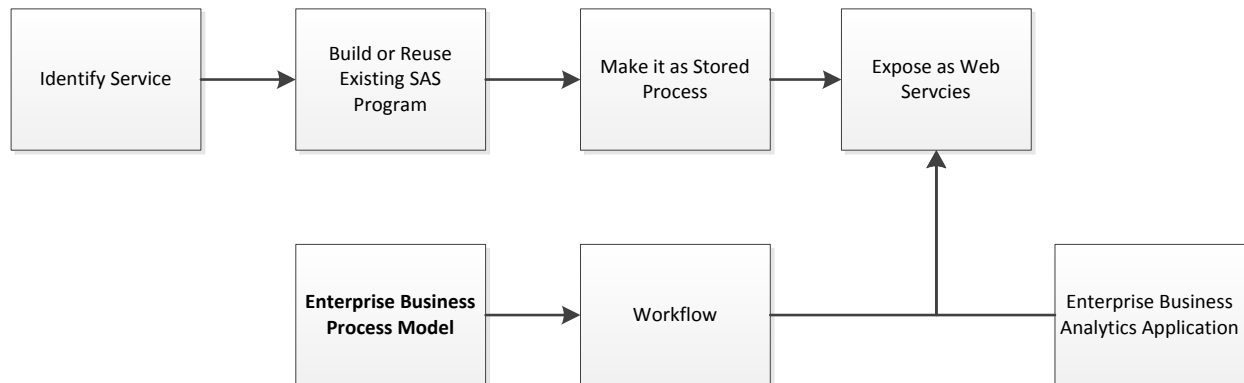 Identify Service
Build or Reuse
Existing SAS
Program
Make it as Stored
Process
Expose as Web
Servcies
Enterprise Business
Process Model
Workflow
Enterprise Business
Analytics Application